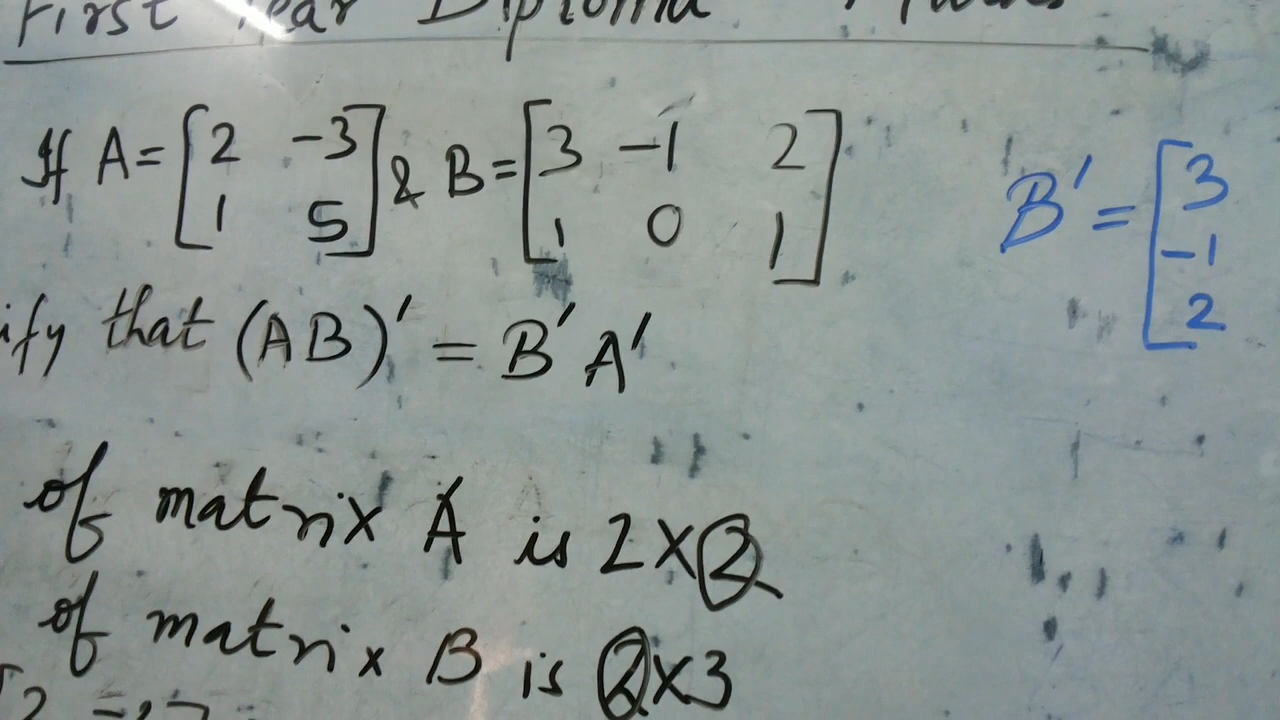 First Year Diploma
If A = [2 -3 & B = [3 -1 2
1 5] 1 0 1]
ify that (AB)' = B'A'
of matrix A is 2×2
of matrix B is 2×3
B' = [3
-1
2